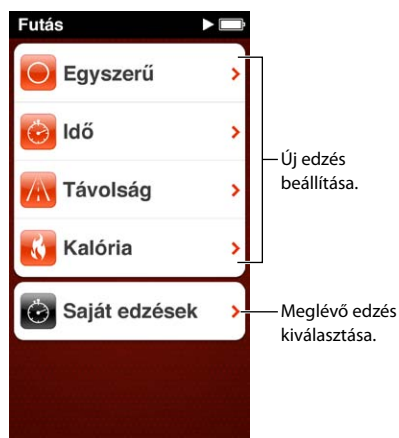 Futás
Egyszerű
Idő
Távolság
Kalória
Saját edzések
Új edzés
beállítása.
Meglévő edzés
kiválasztása.